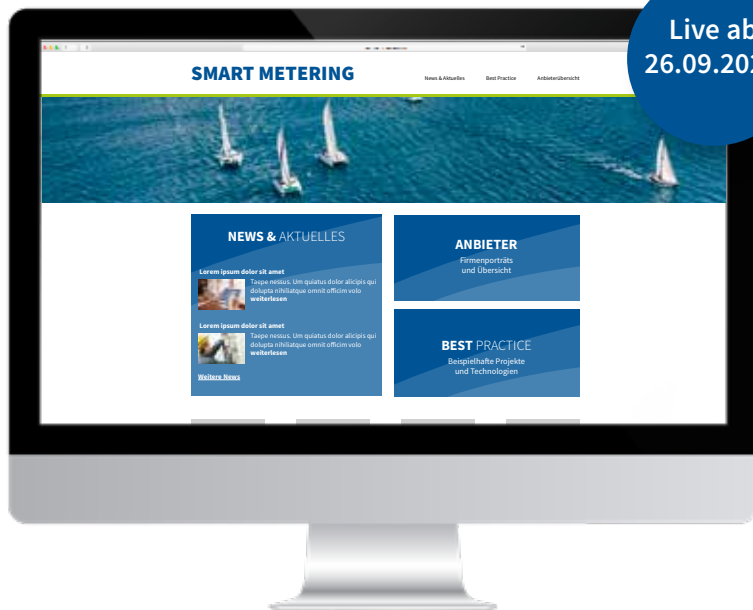 Live ab
26.09.202
SMART METERING
News & Aktuelles
Best Practice
Anbieterübersicht
NEWS & AKTUELLES
Lorem ipsum dolor sit amet
Taepe nessus. Um quiatus dolor alicipis qui
dolupta nihiliatque omnit officim volo
weiterlesen
Lorem ipsum dolor sit amet
Taepe nessus. Um quiatus dolor alicipis qui
dolupta nihiliatque omnit officim volo
weiterlesen
Weitere News
ANBIETER
Firmenporträts
und Übersicht
BEST PRACTICE
Beispielhafte Projekte
und Technologien